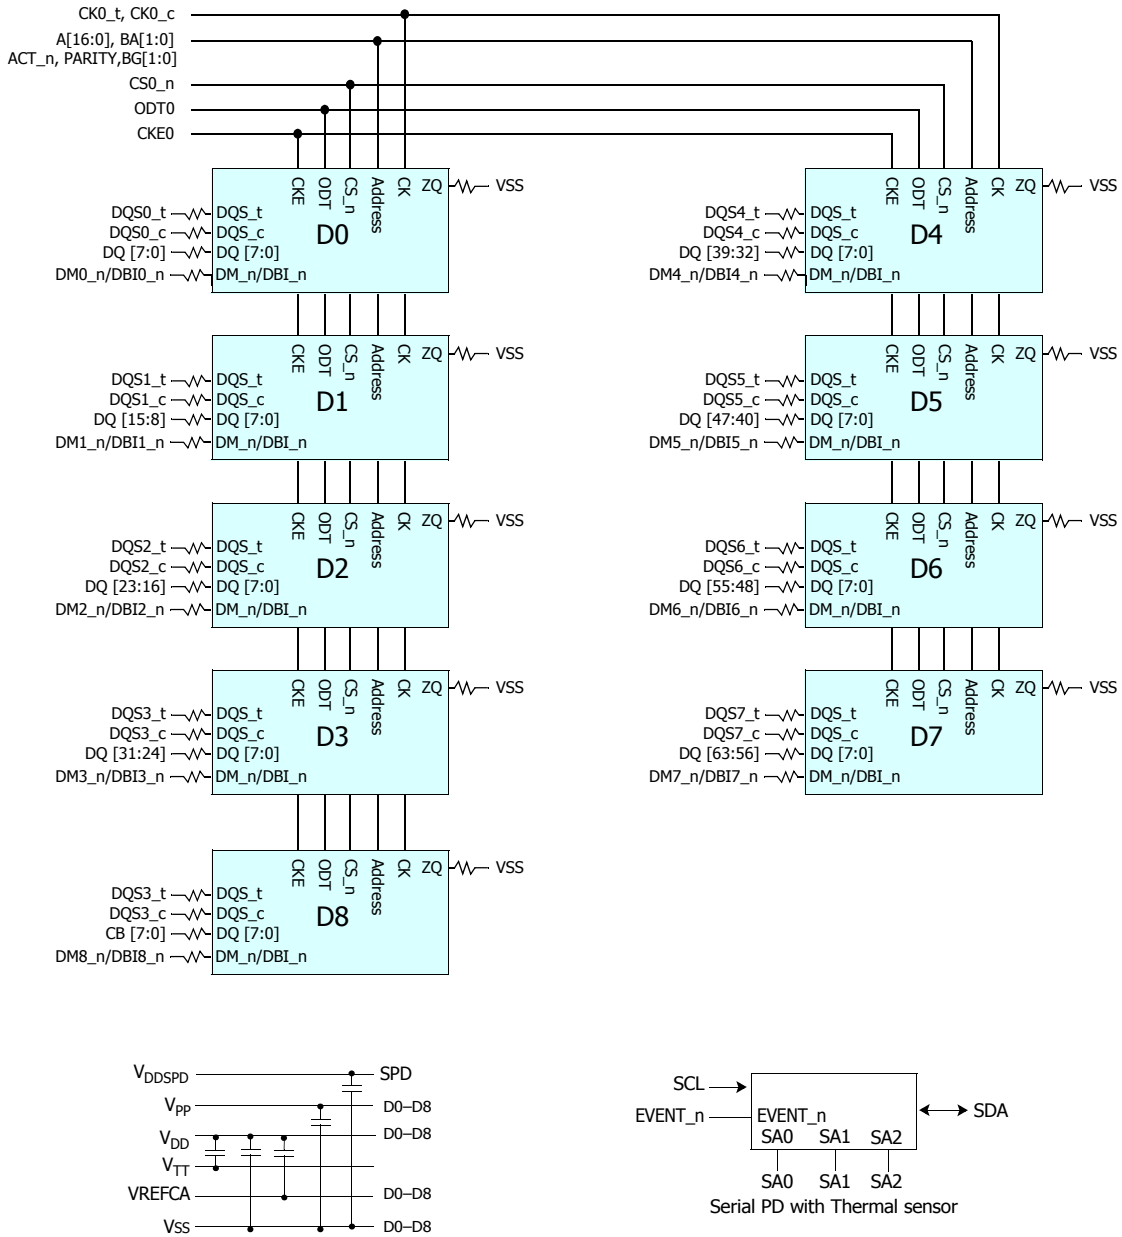 CK0_t, CK0_c
A[16:0], BA[1:0]
ACT_n, PARITY,BG[1:0]
CS0_n
ODT0
CKE0
CKE
ODT
CS_n
Address
CK
ZQ
VSS
DQS0_t
DQS_t
DQS0_c
DQS_c
D0
DQ [7:0]
DQ [7:0]
DM0_n/DBI0_n
DM_n/DBI_n
CKE
ODT
CS_n
Address
CK
ZQ
VSS
DQS4_t
DQS_t
DQS4_c
DQS_c
D4
DQ [39:32]
DQ [7:0]
DM4_n/DBI4_n
DM_n/DBI_n
CKE
ODT
CS_n
Address
CK
ZQ
VSS
DQS1_t
DQS_t
DQS1_c
DQS_c
D1
DQ [15:8]
DQ [7:0]
DM1_n/DBI1_n
DM_n/DBI_n
CKE
ODT
CS_n
Address
CK
ZQ
VSS
DQS5_t
DQS_t
DQS5_c
DQS_c
D5
DQ [47:40]
DQ [7:0]
DM5_n/DBI5_n
DM_n/DBI_n
CKE
ODT
CS_n
Address
CK
ZQ
VSS
DQS2_t
DQS_t
DQS2_c
DQS_c
D2
DQ [23:16]
DQ [7:0]
DM2_n/DBI2_n
DM_n/DBI_n
CKE
ODT
CS_n
Address
CK
ZQ
VSS
DQS6_t
DQS_t
DQS6_c
DQS_c
D6
DQ [55:48]
DQ [7:0]
DM6_n/DBI6_n
DM_n/DBI_n
CKE
ODT
CS_n
Address
CK
ZQ
VSS
DQS3_t
DQS_t
DQS3_c
DQS_c
D3
DQ [31:24]
DQ [7:0]
DM3_n/DBI3_n
DM_n/DBI_n
CKE
ODT
CS_n
Address
CK
ZQ
VSS
DQS7_t
DQS_t
DQS7_c
DQS_c
D7
DQ [63:56]
DQ [7:0]
DM7_n/DBI7_n
DM_n/DBI_n
CKE
ODT
CS_n
Address
CK
ZQ
VSS
DQS3_t
DQS_t
DQS3_c
DQS_c
D8
CB [7:0]
DQ [7:0]
DM8_n/DBI8_n
DM_n/DBI_n
VDDSPD
SPD
VPP
D0–D8
VDD
D0–D8
VTT
VREFCA
D0–D8
VSS
D0–D8
SCL
EVENT_n
EVENT_n
SDA
SA0 SA1 SA2
SA0 SA1 SA2
Serial PD with Thermal sensor